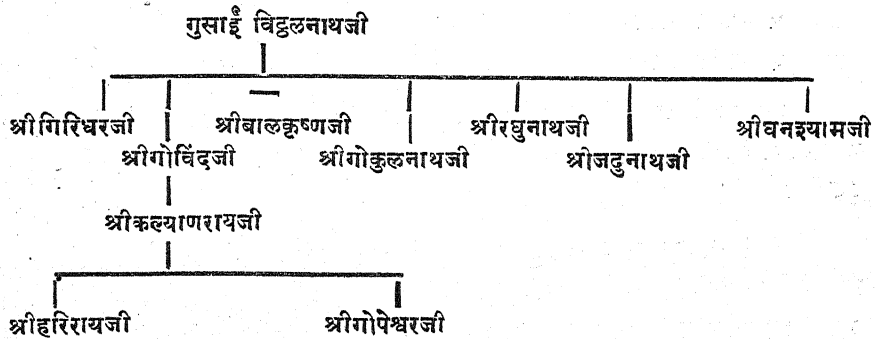 गुसाईं विट्ठलनाथजी
श्रीगिरिधरजी श्रीबालकृष्णजी श्रीरघुनाथजी श्रीघनश्यामजी
श्रीगोविंदजी श्रीगोकुलनाथजी श्रीजदुनाथजी
श्रीकल्याणरायजी
श्रीहरिरायजी श्रीगोपेश्वरजी